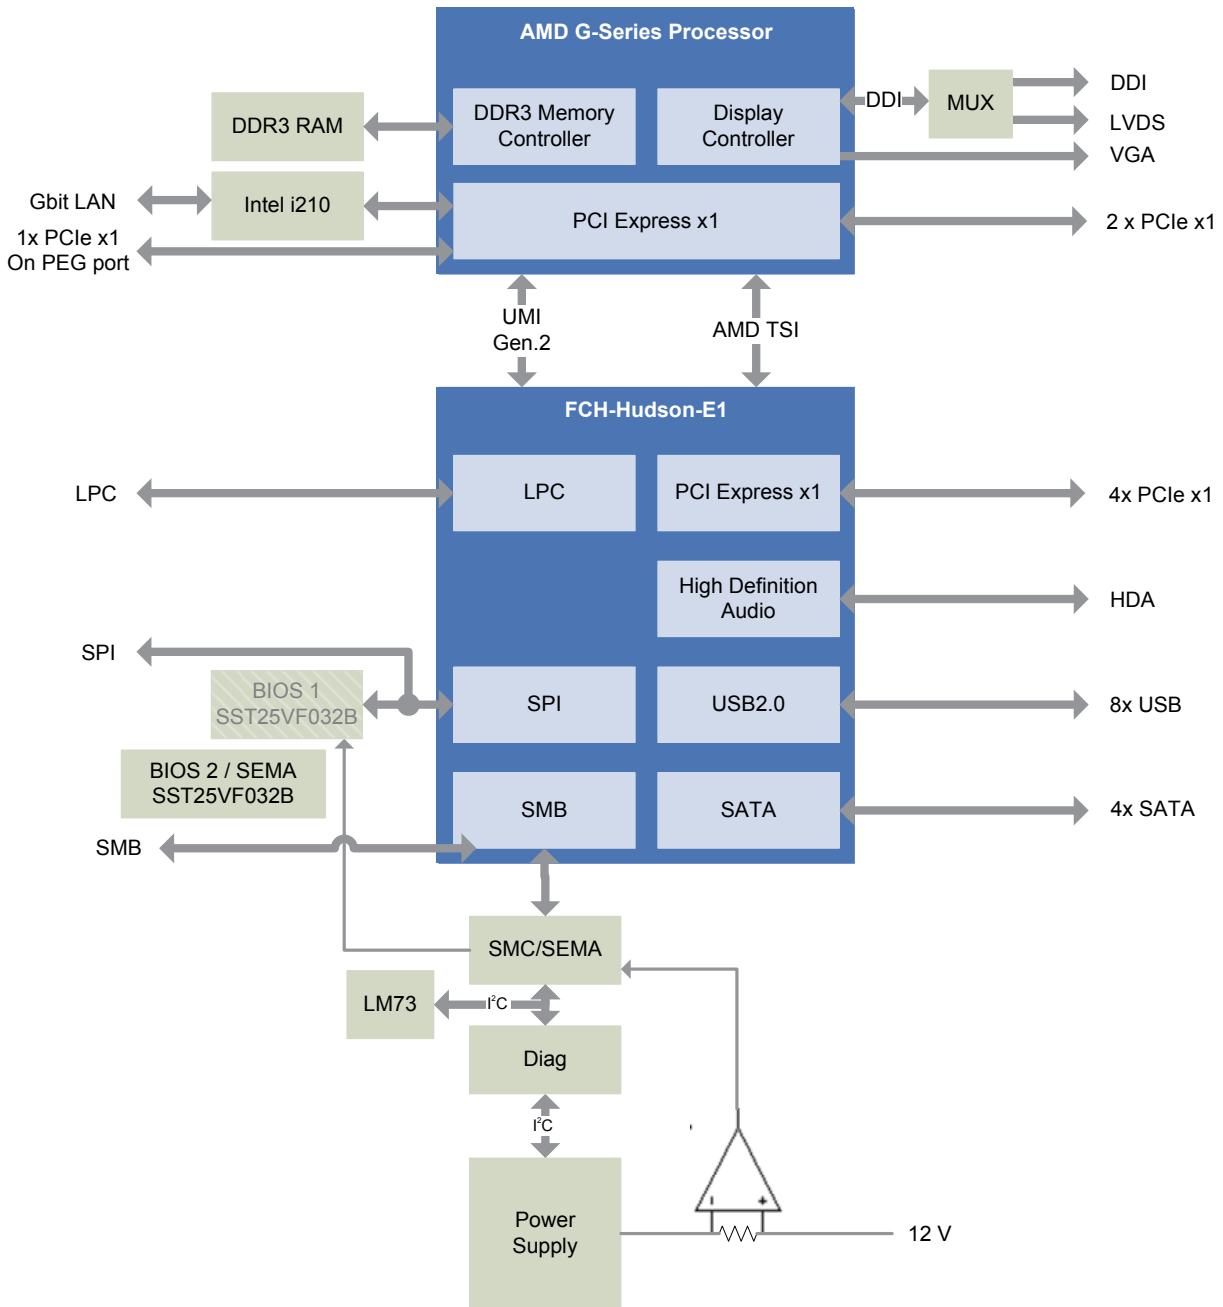 AMD G-Series Processor
DDR3 RAM
DDR3 Memory
Controller
Display
Controller
DDI
MUX
DDI
LVDS
VGA
Gbit LAN
Intel i210
PCI Express x1
2 x PCIe x1
1x PCIe x1
On PEG port
UMI
Gen.2
AMD TSI
FCH-Hudson-E1
LPC
LPC
PCI Express x1
4x PCIe x1
High Definition
Audio
HDA
SPI
BIOS 1
SST25VF032B
SPI
USB2.0
8x USB
BIOS 2 / SEMA
SST25VF032B
SMB
SATA
4x SATA
SMB
SMC/SEMA
LM73
I²C
Diag
I²C
Power
Supply
12 V